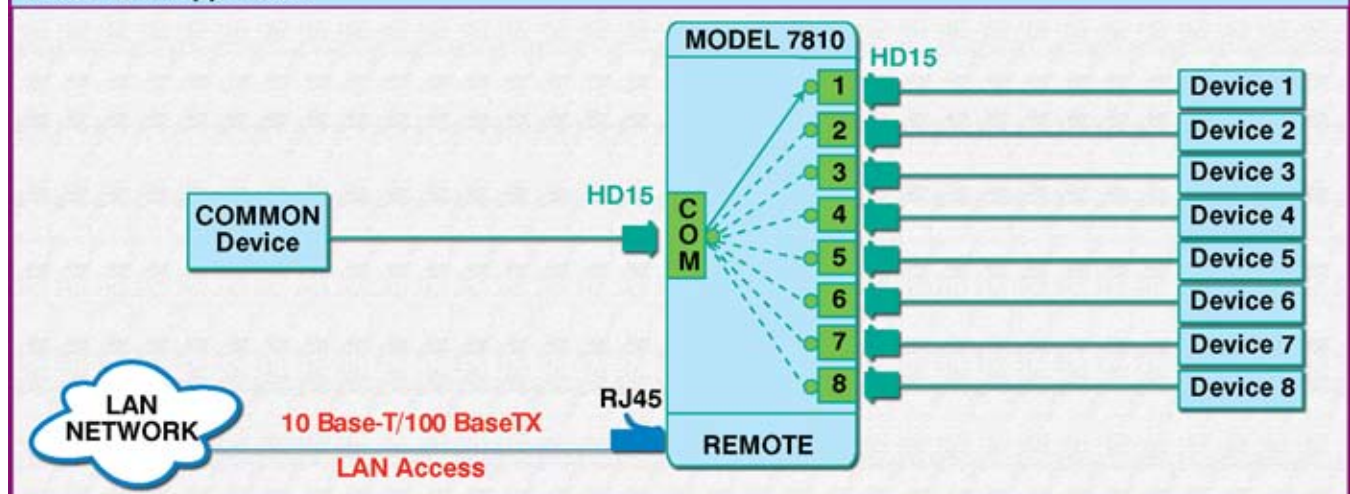 MODEL 7810
HD15
1
Device 1
2
Device 2
3
Device 3
HD15
COMMON
Device
C
O
M
4
Device 4
5
Device 5
6
Device 6
7
Device 7
8
Device 8
LAN
NETWORK
10 Base-T/100 BaseTX
LAN Access
RJ45
REMOTE